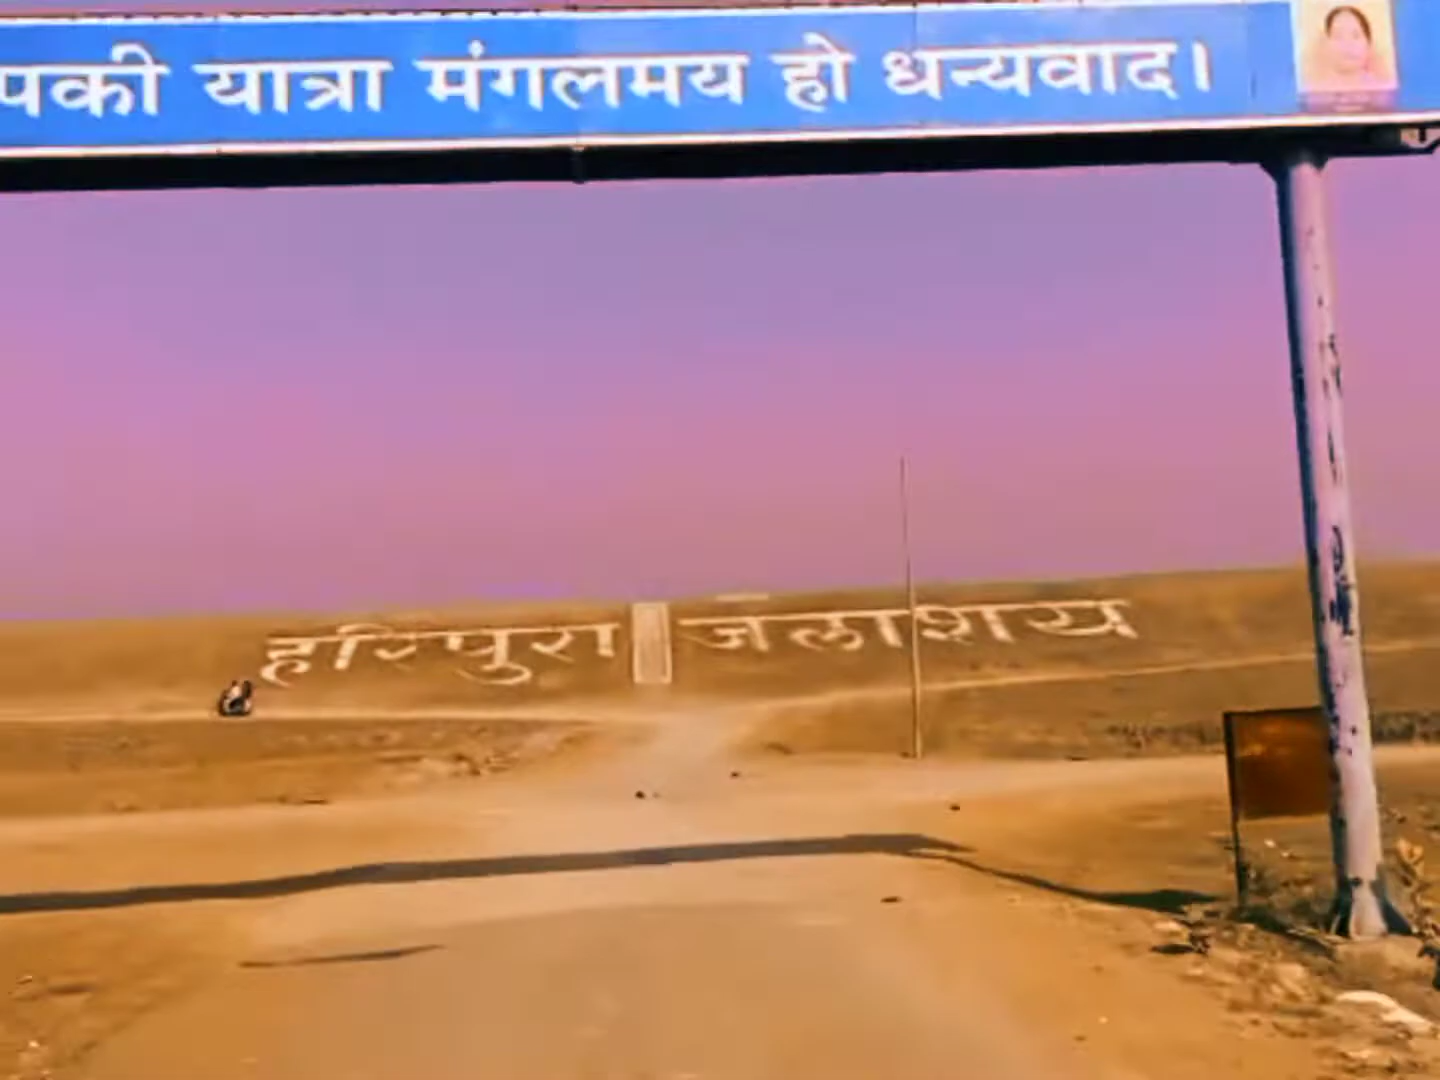 पकी यात्रा मंगलमय हो धन्यवाद।
हरिपुरा जलाशय